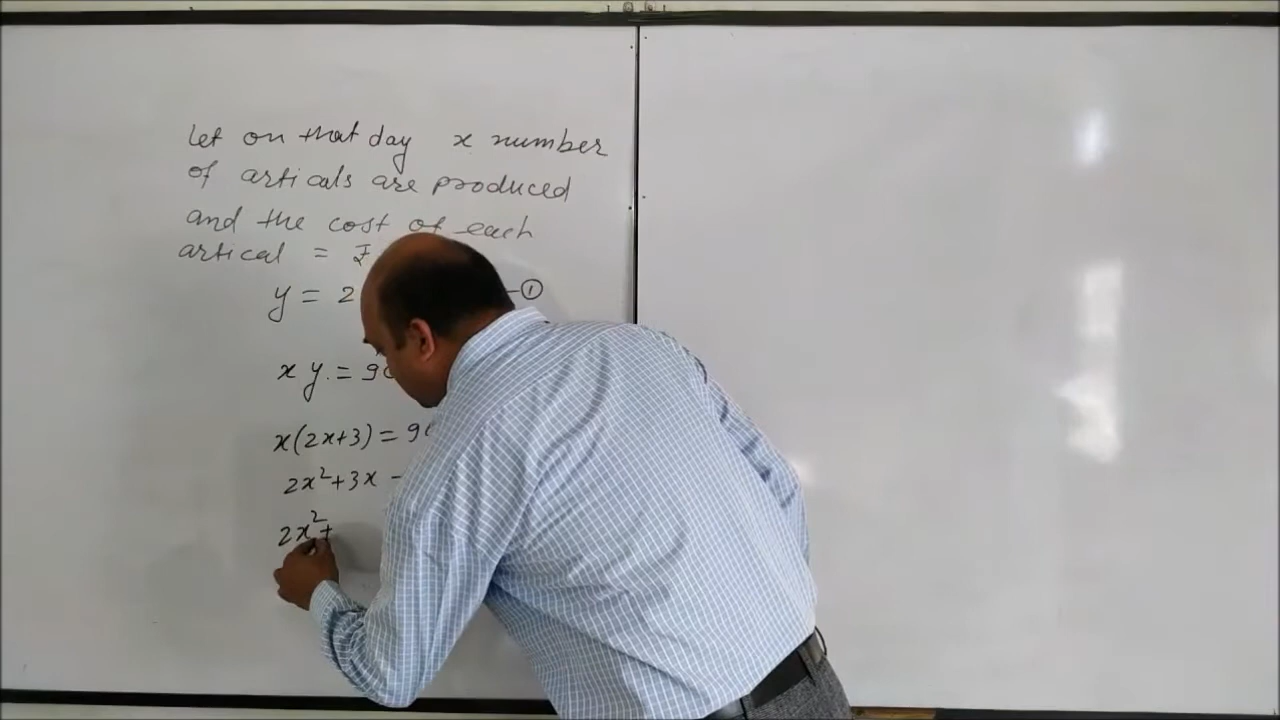 Let on that day x number
of articals are produced
and the cost of each
artical = ₹
y = 2 ①
x y = 9
x(2x+3) = 90
2x²+3x -
2x²+